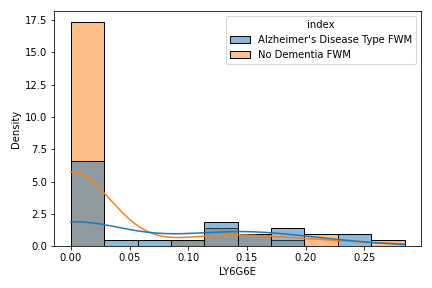 index
Alzheimer's Disease Type FWM
No Dementia FWM
17.5
15.0
12.5
10.0
7.5
5.0
2.5
0.0
Density
0.00 0.05 0.10 0.15 0.20 0.25
LY6G6E